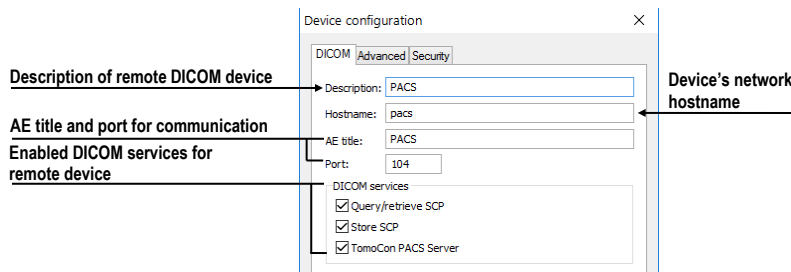 Device configuration
DICOM Advanced Security
Description of remote DICOM device
Description: PACS
Device's network
hostname
Hostname: pacs
AE title and port for communication
AE title: PACS
Enabled DICOM services for
remote device
Port: 104
DICOM services
Query/retrieve SCP
Store SCP
TomoCon PACS Server